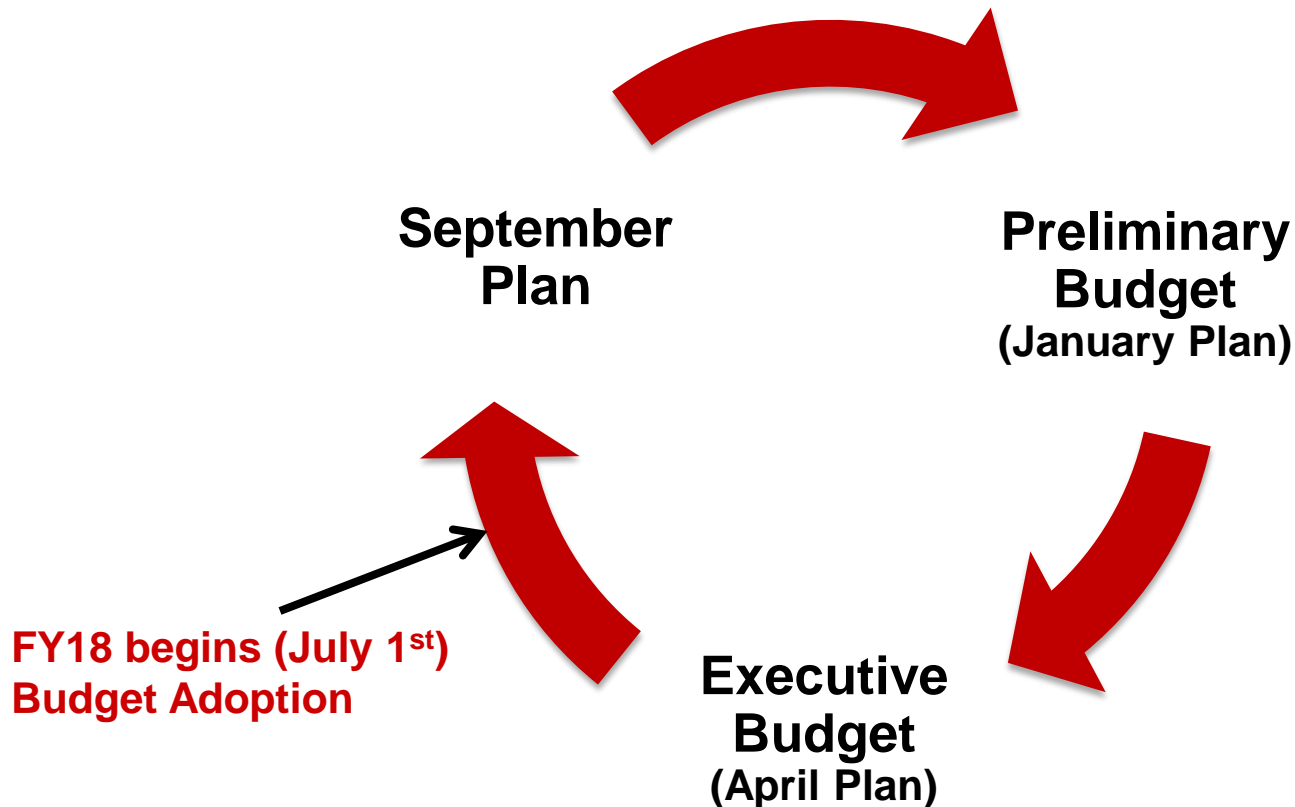 September
Plan
Preliminary
Budget
(January Plan)
FY18 begins (July 1st)
Budget Adoption
Executive
Budget
(April Plan)